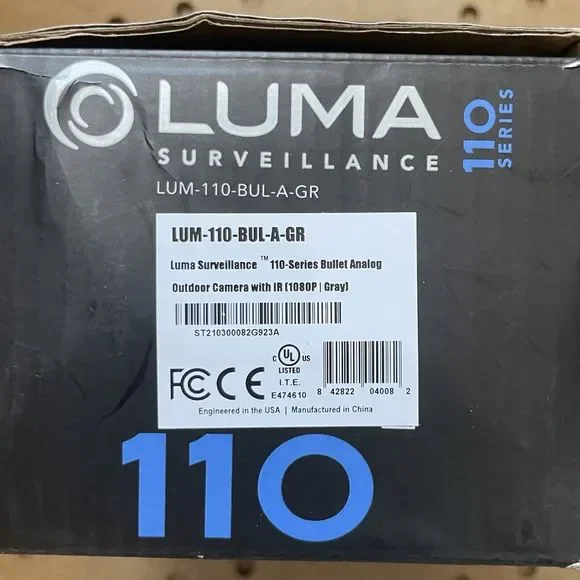 LUMA
SURVEILLANCE
110
SERIES
LUM-110-BUL-A-GR
LUM-110-BUL-A-GR
Luma Surveillance ™ 110-Series Bullet Analog
Outdoor Camera with IR (1080P | Gray)
ST210300082G923A
FC CE
C UL US
LISTED
I.T.E.
E474610
8 42822 04008 2
Engineered in the USA | Manufactured in China
110